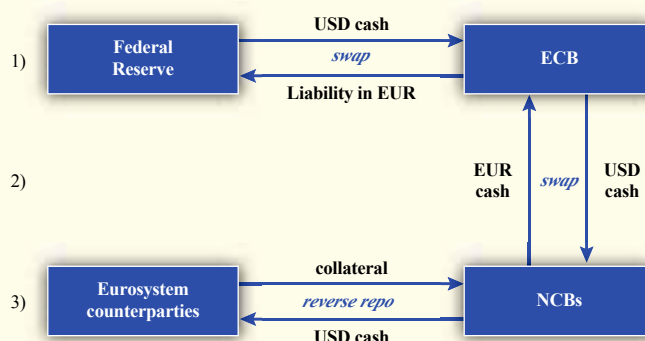 USD cash
1)
Federal
Reserve
swap
ECB
Liability in EUR
2)
EUR
cash
swap
USD
cash
3)
Eurosystem
counterparties
collateral
reverse repo
USD cash
NCBs